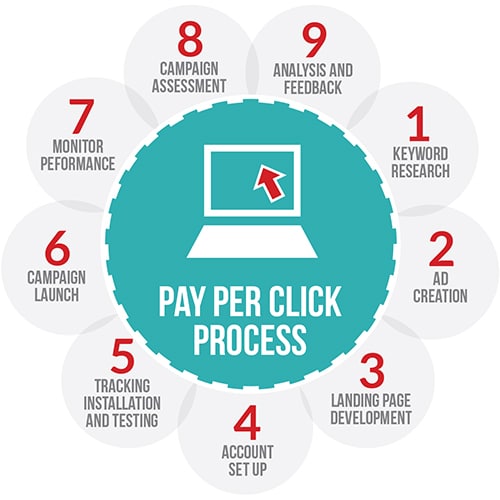 PAY PER CLICK
PROCESS
1
KEYWORD
RESEARCH
2
AD
CREATION
3
LANDING PAGE
DEVELOPMENT
4
ACCOUNT
SET UP
5
TRACKING
INSTALLATION
AND TESTING
6
CAMPAIGN
LAUNCH
7
MONITOR
PEFORMANCE
8
CAMPAIGN
ASSESSMENT
9
ANALYSIS AND
FEEDBACK